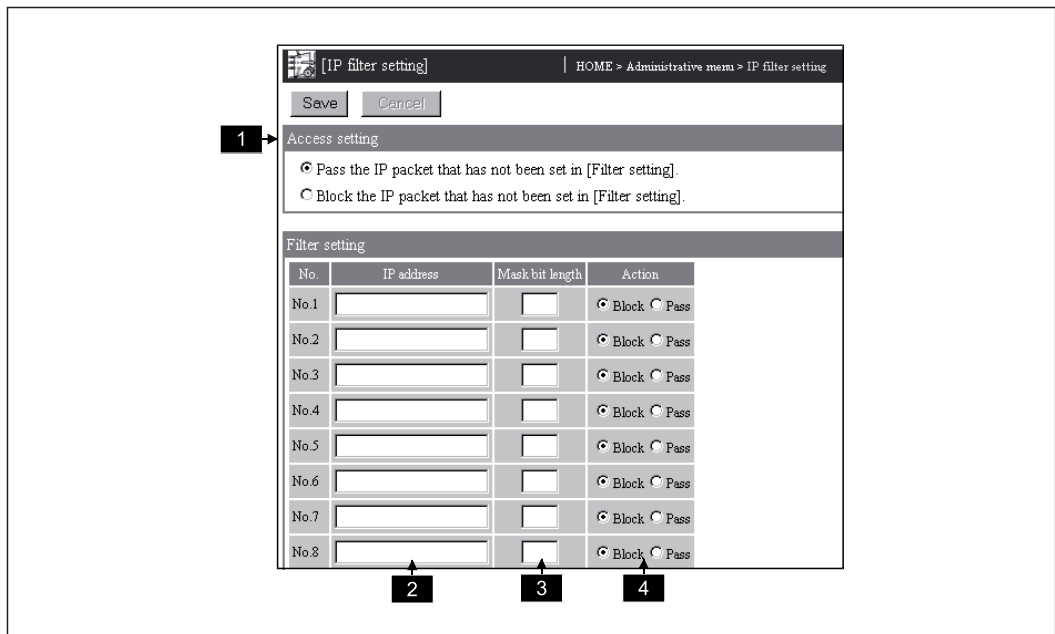 [IP filter setting] | HOME > Administrative menu > IP filter setting
Save Cancel
1 Access setting
Pass the IP packet that has not been set in [Filter setting].
Block the IP packet that has not been set in [Filter setting].
Filter setting
No. IP address Mask bit length Action
No.1 Block Pass
No.2 Block Pass
No.3 Block Pass
No.4 Block Pass
No.5 Block Pass
No.6 Block Pass
No.7 Block Pass
No.8 Block Pass
2 3 4